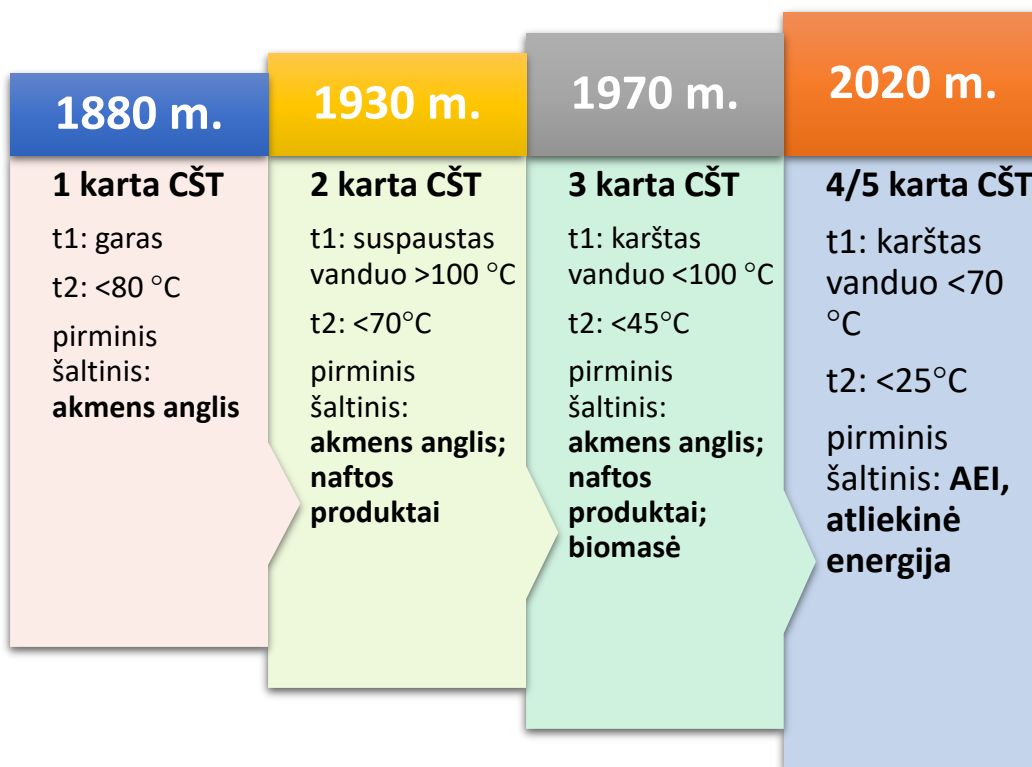 1880 m.
1 karta CŠT
t1: garas
t2: <80 °C
pirminis
šaltinis:
akmens anglis
1930 m.
2 karta CŠT
t1: suspaustas
vanduo >100 °C
t2: <70°C
pirminis
šaltinis:
akmens anglis;
naftos
produktai
1970 m.
3 karta CŠT
t1: karštas
vanduo <100 °C
t2: <45°C
pirminis
šaltinis:
akmens anglis;
naftos
produktai;
biomasė
2020 m.
4/5 karta CŠT
t1: karštas
vanduo <70
°C
t2: <25°C
pirminis
šaltinis: AEI,
atliekinė
energija